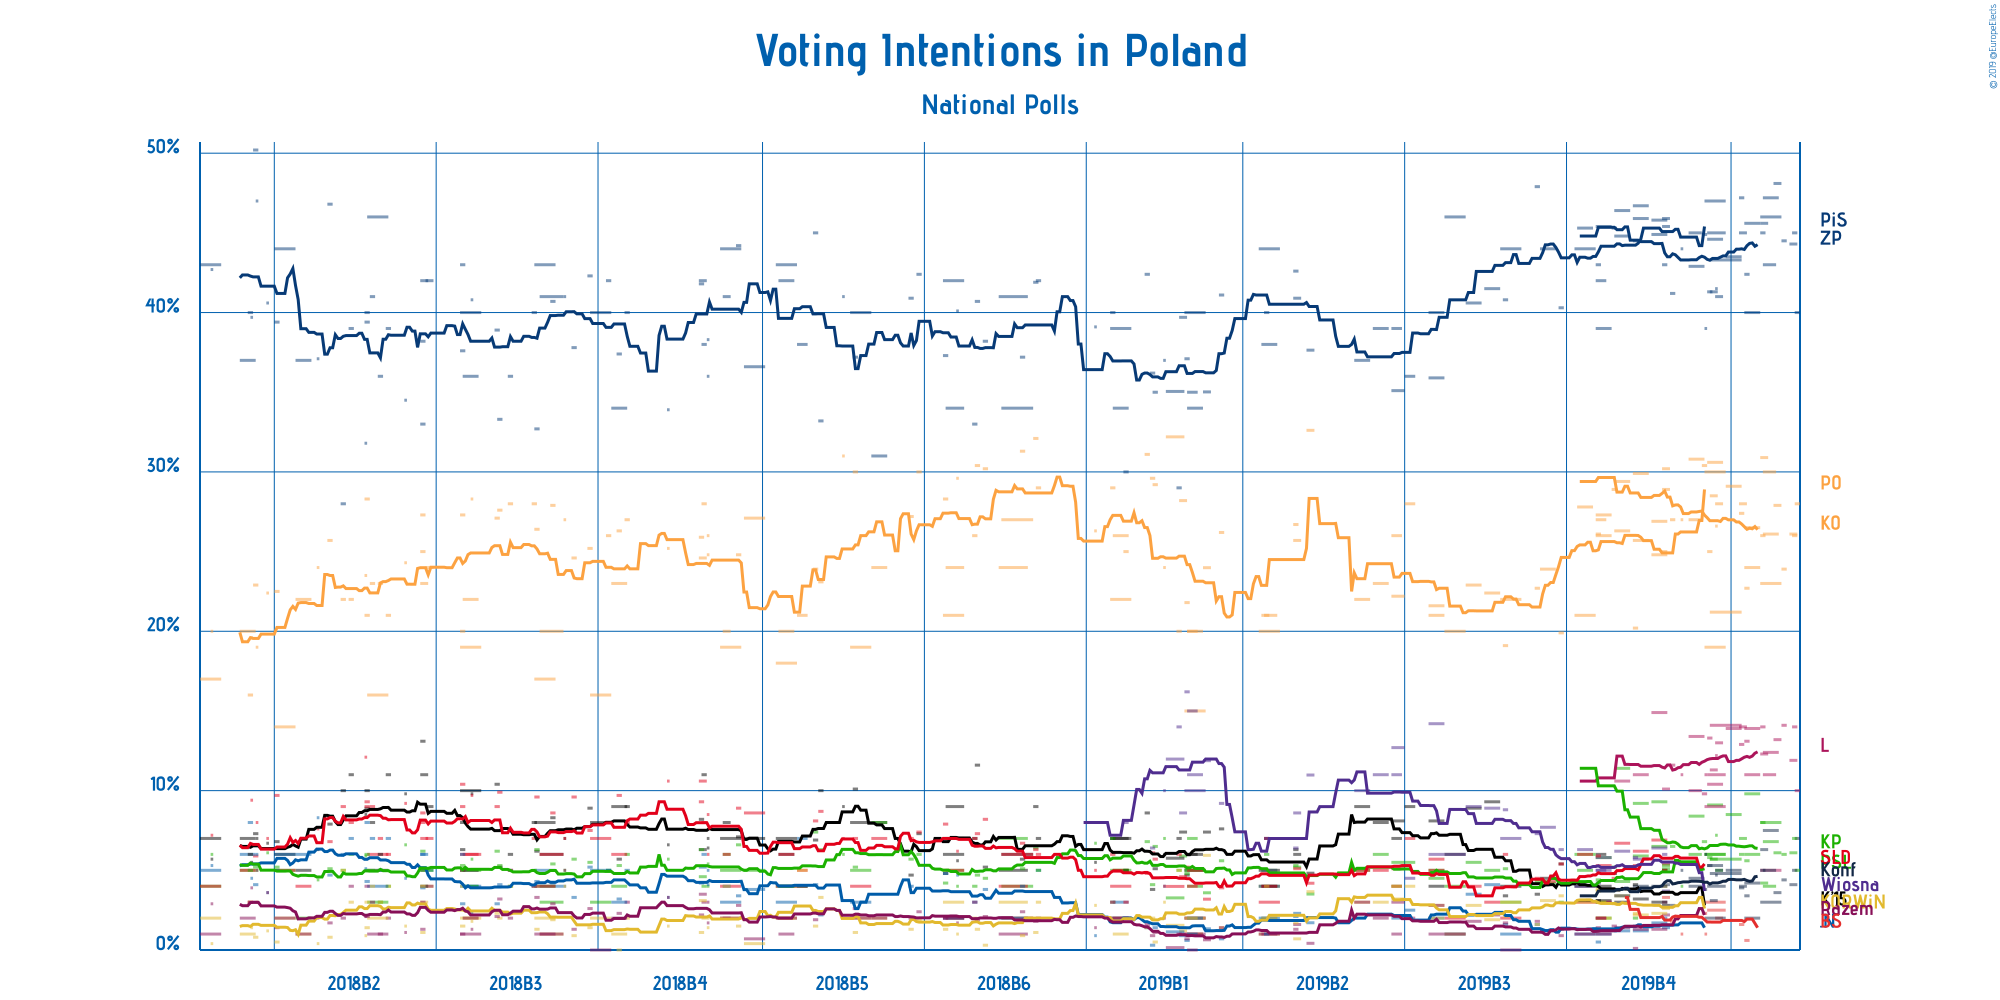 © 2019 @EuropeElects
Voting Intentions in Poland
National Polls
50%
40%
30%
20%
10%
0%
PiS
ZP
PO
KO
L
KP
SLD
Konf
Wiosna
K'15
Razem
2018B2
2018B3
2018B4
2018B5
2018B6
2019B1
2019B2
2019B3
2019B4